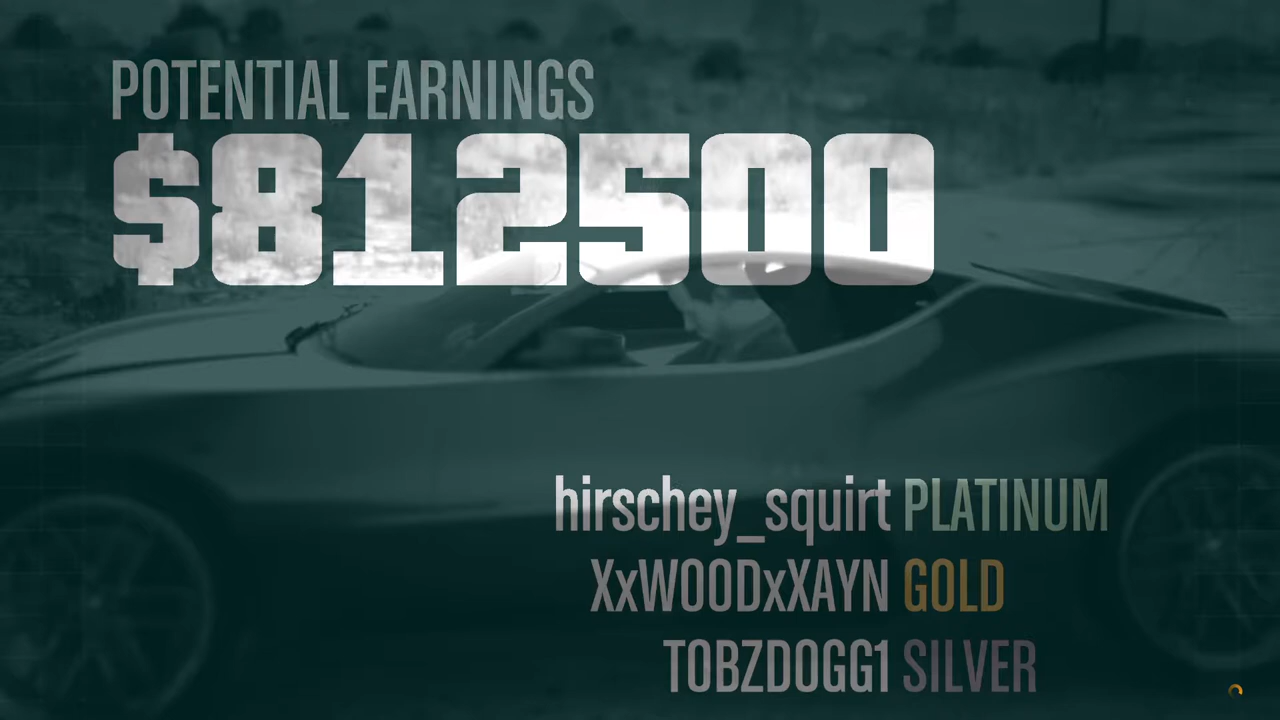 POTENTIAL EARNINGS
$812500
hirschey_squirt PLATINUM
XxWOODxXAYN GOLD
TOBZDOGG1 SILVER